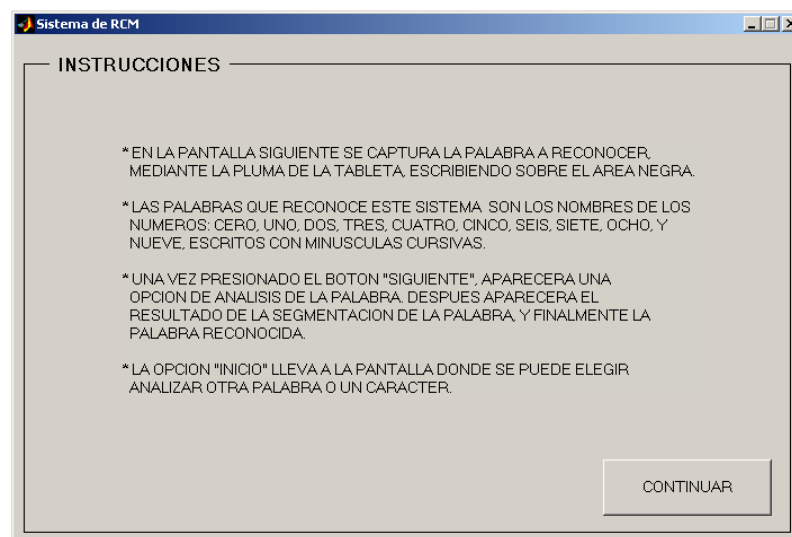 Sistema de RCM
INSTRUCCIONES
* EN LA PANTALLA SIGUIENTE SE CAPTURA LA PALABRA A RECONOCER,
MEDIANTE LA PLUMA DE LA TABLETA, ESCRIBIENDO SOBRE EL AREA NEGRA.
* LAS PALABRAS QUE RECONOCE ESTE SISTEMA SON LOS NOMBRES DE LOS
NUMEROS: CERO, UNO, DOS, TRES, CUATRO, CINCO, SEIS, SIETE, OCHO, Y
NUEVE, ESCRITOS CON MINUSCULAS CURSIVAS.
* UNA VEZ PRESIONADO EL BOTON "SIGUIENTE", APARECERA UNA
OPCION DE ANALISIS DE LA PALABRA. DESPUES APARECERA EL
RESULTADO DE LA SEGMENTACION DE LA PALABRA, Y FINALMENTE LA
PALABRA RECONOCIDA.
* LA OPCION "INICIO" LLEVA A LA PANTALLA DONDE SE PUEDE ELEGIR
ANALIZAR OTRA PALABRA O UN CARACTER.
CONTINUAR